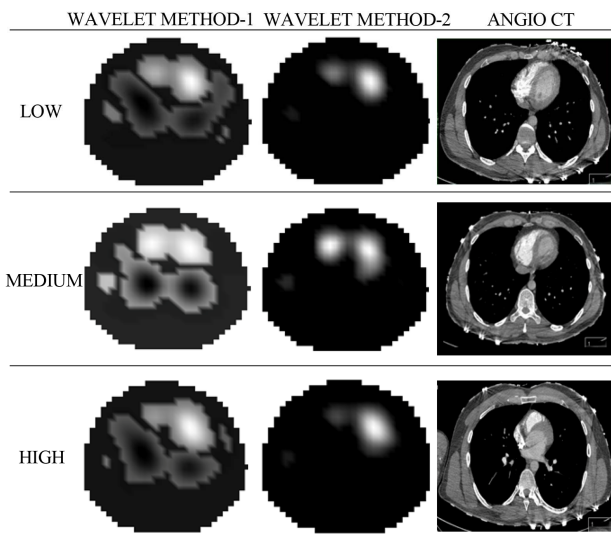 WAVELET METHOD-1 WAVELET METHOD-2 ANGIO CT
LOW
MEDIUM
HIGH